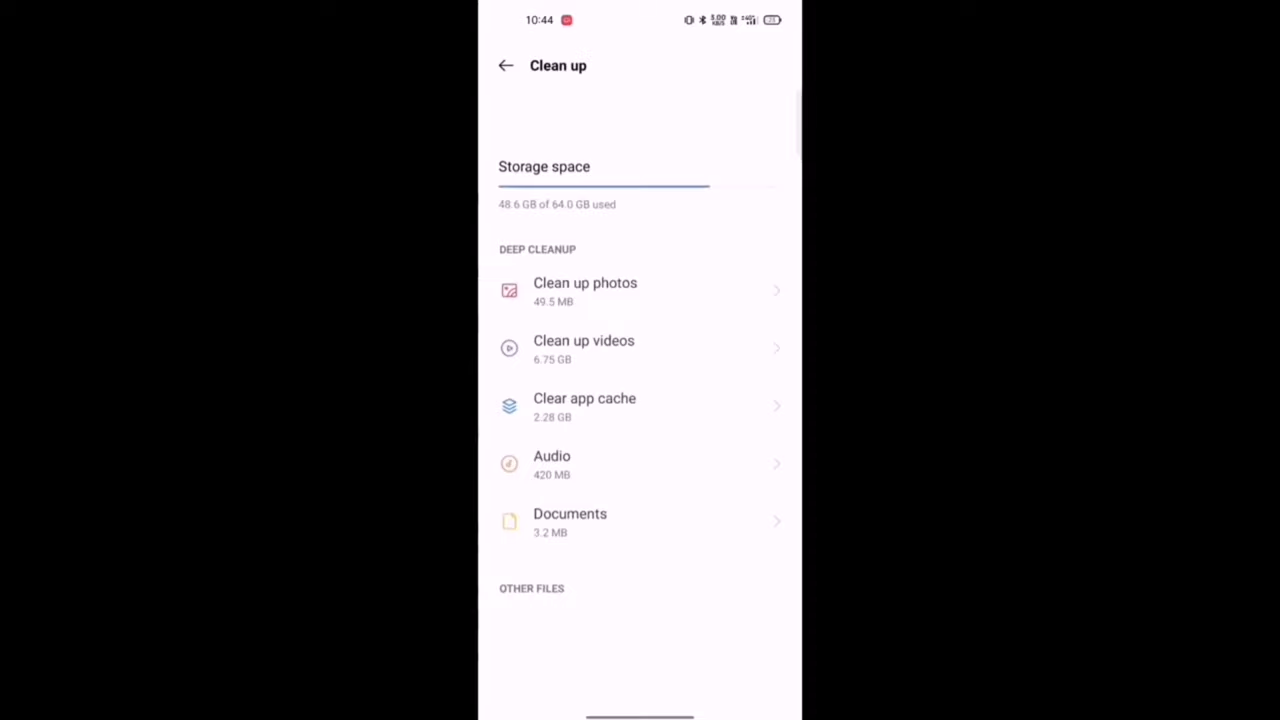 10:44
Clean up
Storage space
48.6 GB of 64.0 GB used
DEEP CLEANUP
Clean up photos
49.5 MB
Clean up videos
6.75 GB
Clear app cache
2.28 GB
Audio
420 MB
Documents
3.2 MB
OTHER FILES